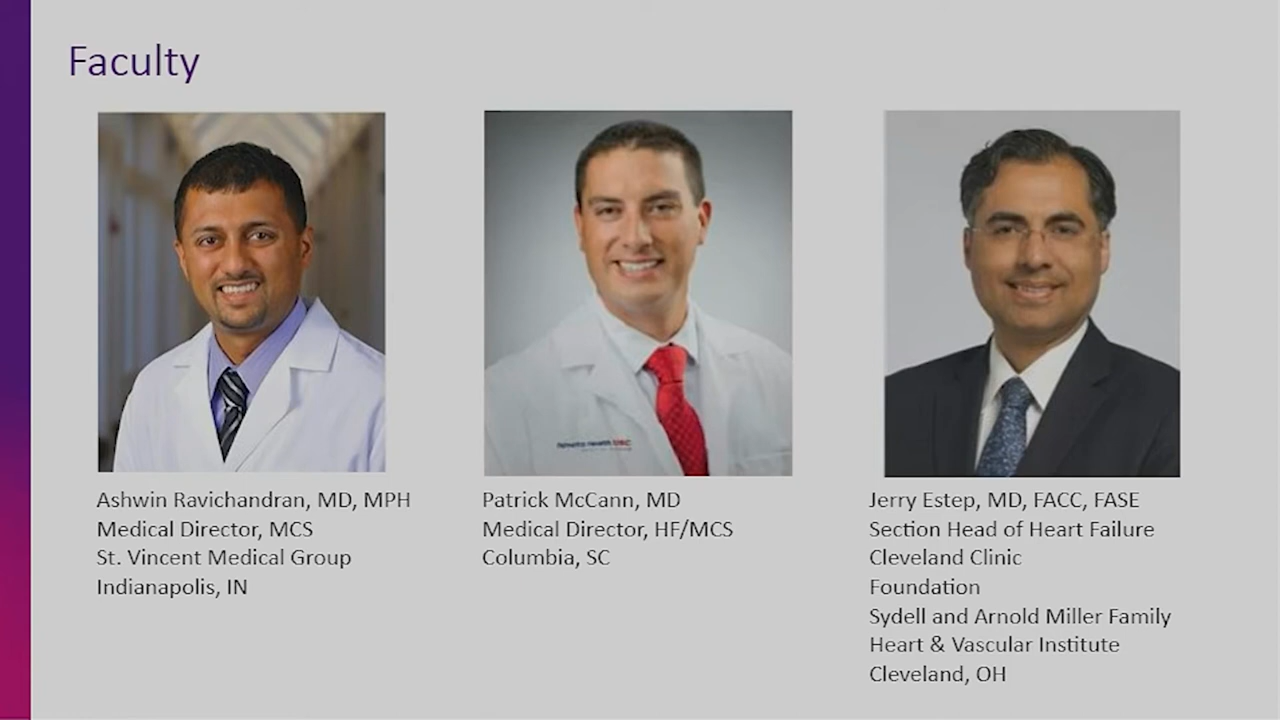 Faculty
Ashwin Ravichandran, MD, MPH
Medical Director, MCS
St. Vincent Medical Group
Indianapolis, IN
Patrick McCann, MD
Medical Director, HF/MCS
Columbia, SC
Jerry Estep, MD, FACC, FASE
Section Head of Heart Failure
Cleveland Clinic
Foundation
Sydell and Arnold Miller Family
Heart & Vascular Institute
Cleveland, OH